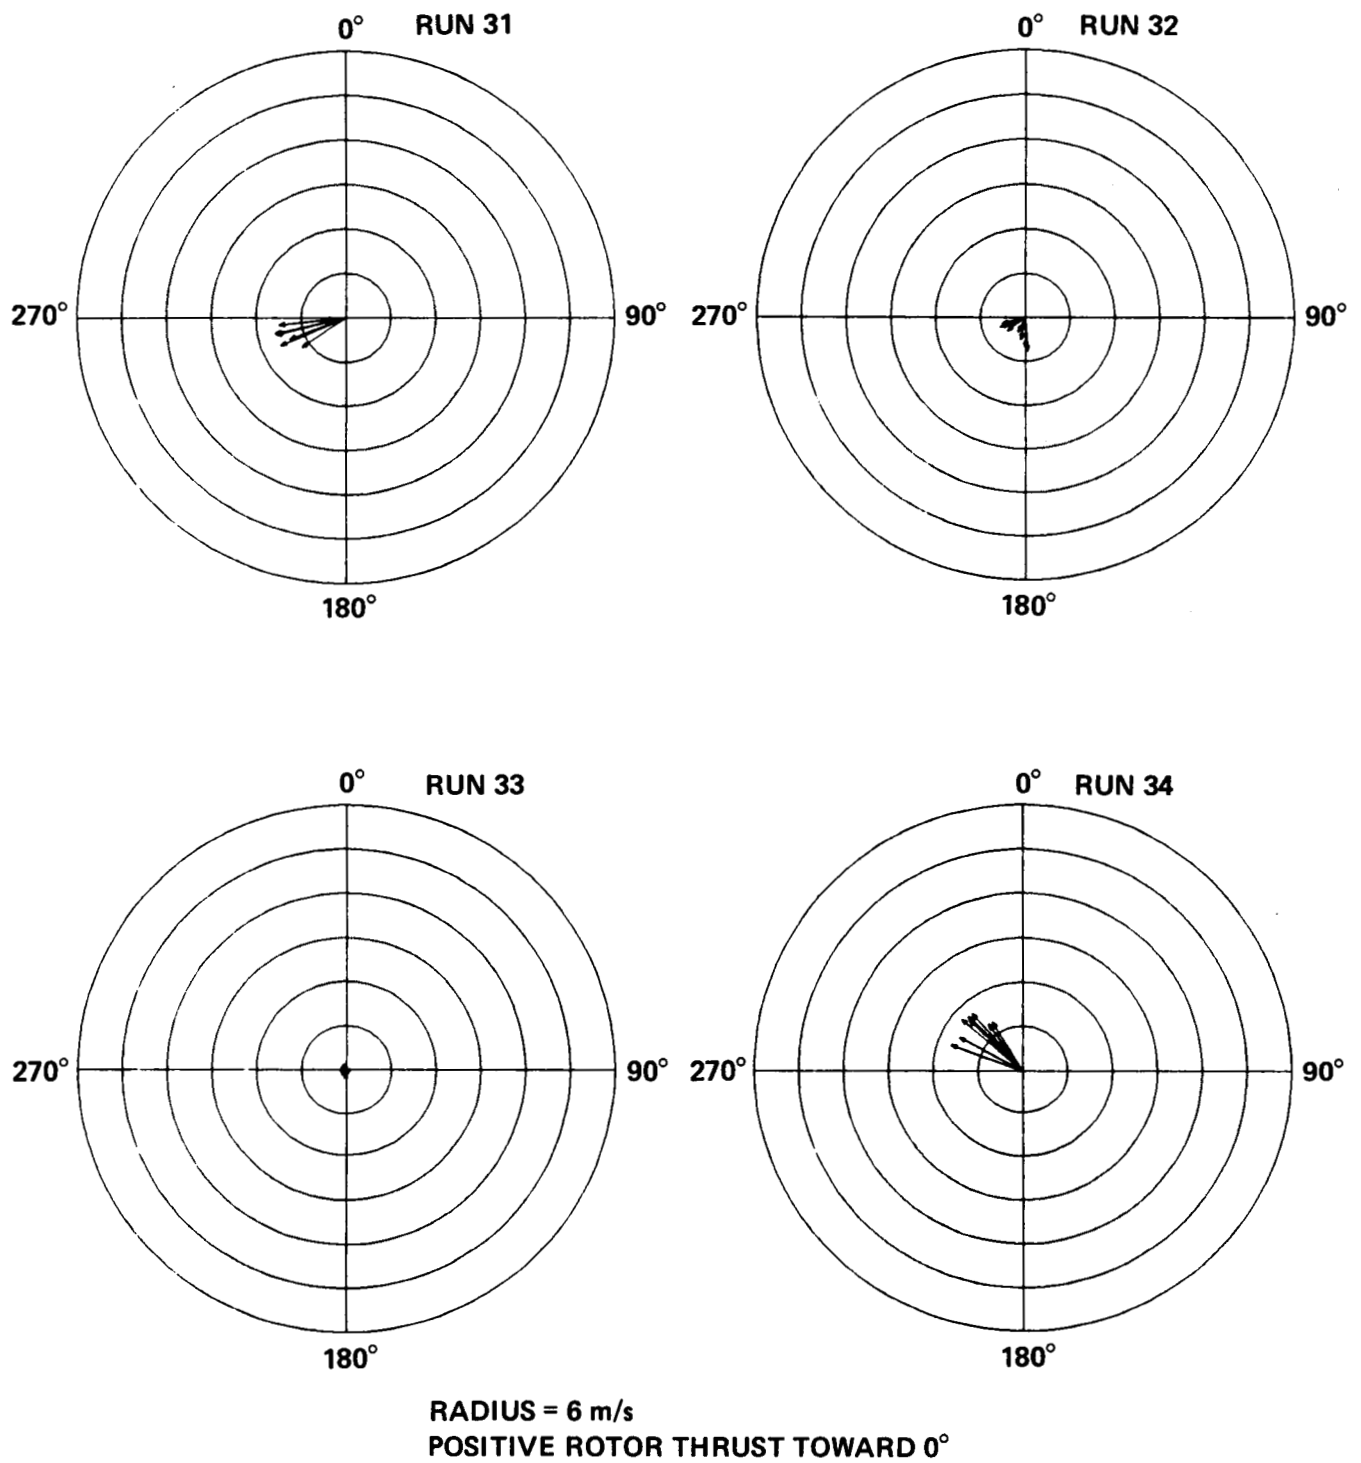 0° RUN 31
270° 90°
180°
0° RUN 32
270° 90°
180°
0° RUN 33
270° 90°
180°
0° RUN 34
270° 90°
180°
RADIUS = 6 m/s
POSITIVE ROTOR THRUST TOWARD 0°